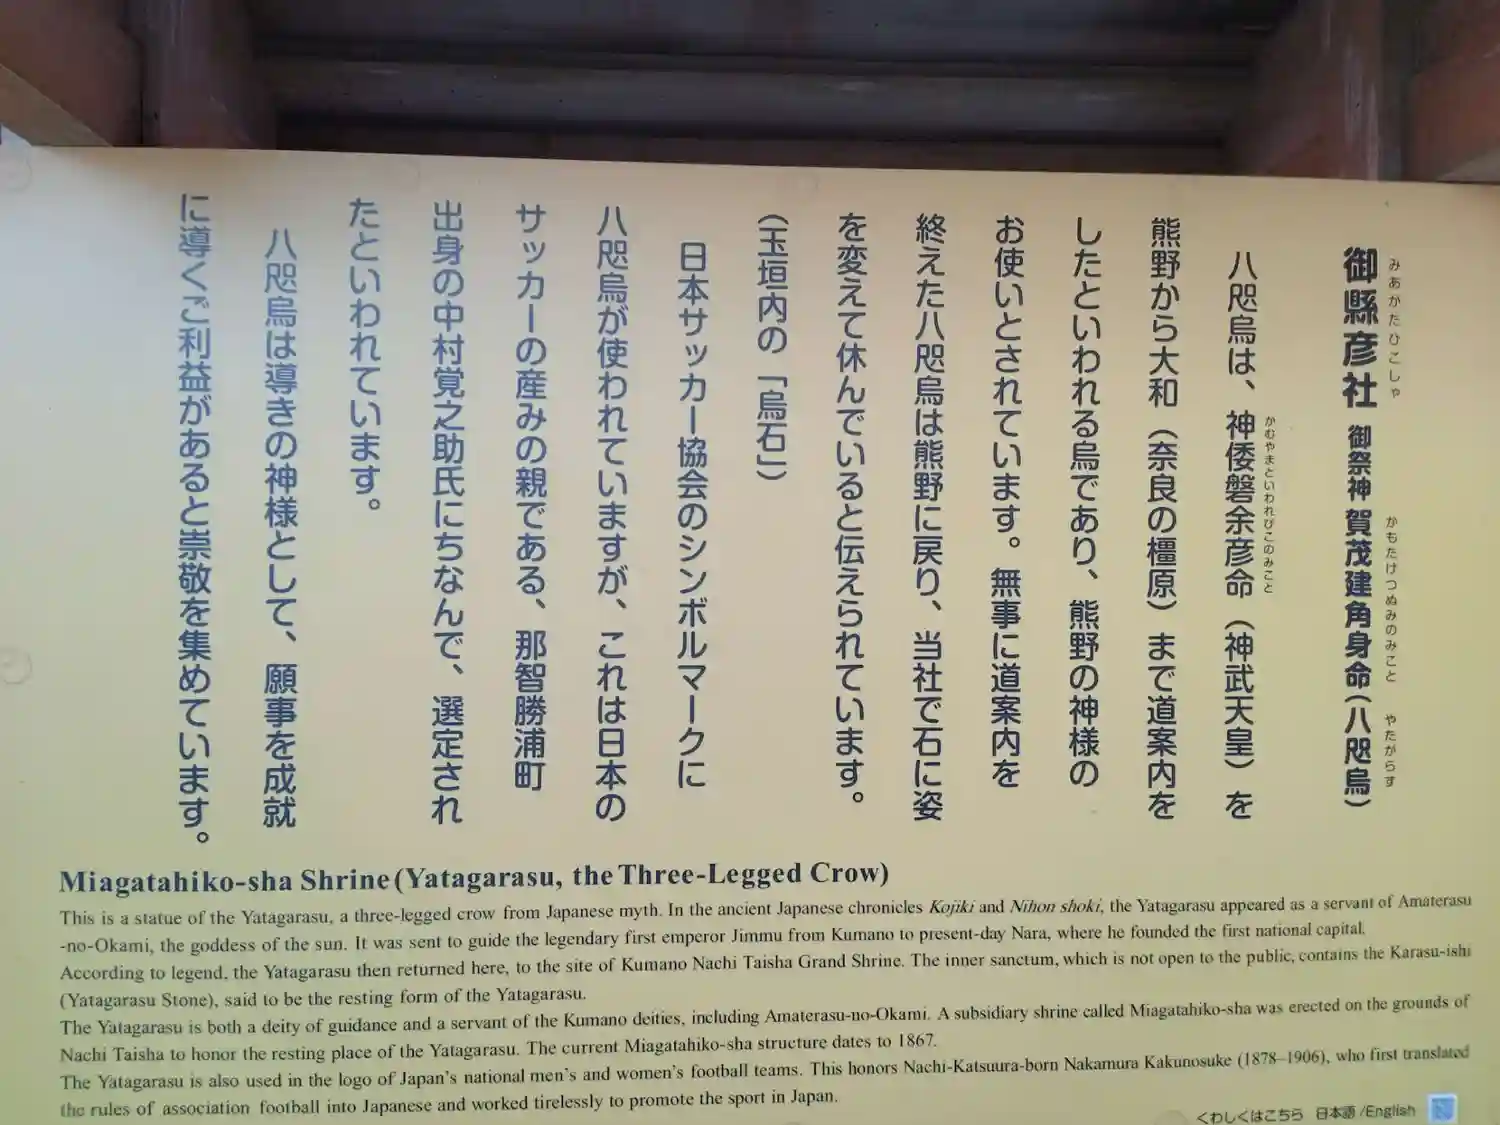 御縣彦社 御祭神 賀茂建角身命（八咫烏）
みあがたひこしゃ かもたけつぬみのみこと やたがらす
八咫烏は、神倭磐余彦命（神武天皇）を
かむやまといわれびこのみこと
熊野から大和（奈良の橿原）まで道案内を
したといわれる烏であり、熊野の神様の
お使いとされています。無事に道案内を
終えた八咫烏は熊野に戻り、当社で石に姿
を変えて休んでいると伝えられています。
（玉垣内の「烏石」）
日本サッカー協会のシンボルマークに
八咫烏が使われていますが、これは日本の
サッカーの産みの親である、那智勝浦町
出身の中村覚之助氏にちなんで、選定され
たといわれています。
八咫烏は導きの神様として、願事を成就
に導くご利益があると崇敬を集めています。
Miagatahiko-sha Shrine(Yatagarasu, the Three-Legged Crow)
This is a statue of the Yatagarasu, a three-legged crow from Japanese myth. In the ancient Japanese chronicles Kojiki and Nihon shoki, the Yatagarasu appeared as a servant of Amaterasu
-no-Okami, the goddess of the sun. It was sent to guide the legendary first emperor Jimmu from Kumano to present-day Nara, where he founded the first national capital.
According to legend, the Yatagarasu then returned here, to the site of Kumano Nachi Taisha Grand Shrine. The inner sanctum, which is not open to the public, contains the Karasu-ishi
(Yatagarasu Stone), said to be the resting form of the Yatagarasu.
The Yatagarasu is both a deity of guidance and a servant of the Kumano deities, including Amaterasu-no-Okami. A subsidiary shrine called Miagatahiko-sha was erected on the grounds of
Nachi Taisha to honor the resting place of the Yatagarasu. The current Miagatahiko-sha structure dates to 1867.
The Yatagarasu is also used in the logo of Japan's national men's and women's football teams. This honors Nachi-Katsuura-born Nakamura Kakunosuke (1878–1906), who first translated
the rules of association football into Japanese and worked tirelessly to promote the sport in Japan.
くわしくはこちら 日本語/English